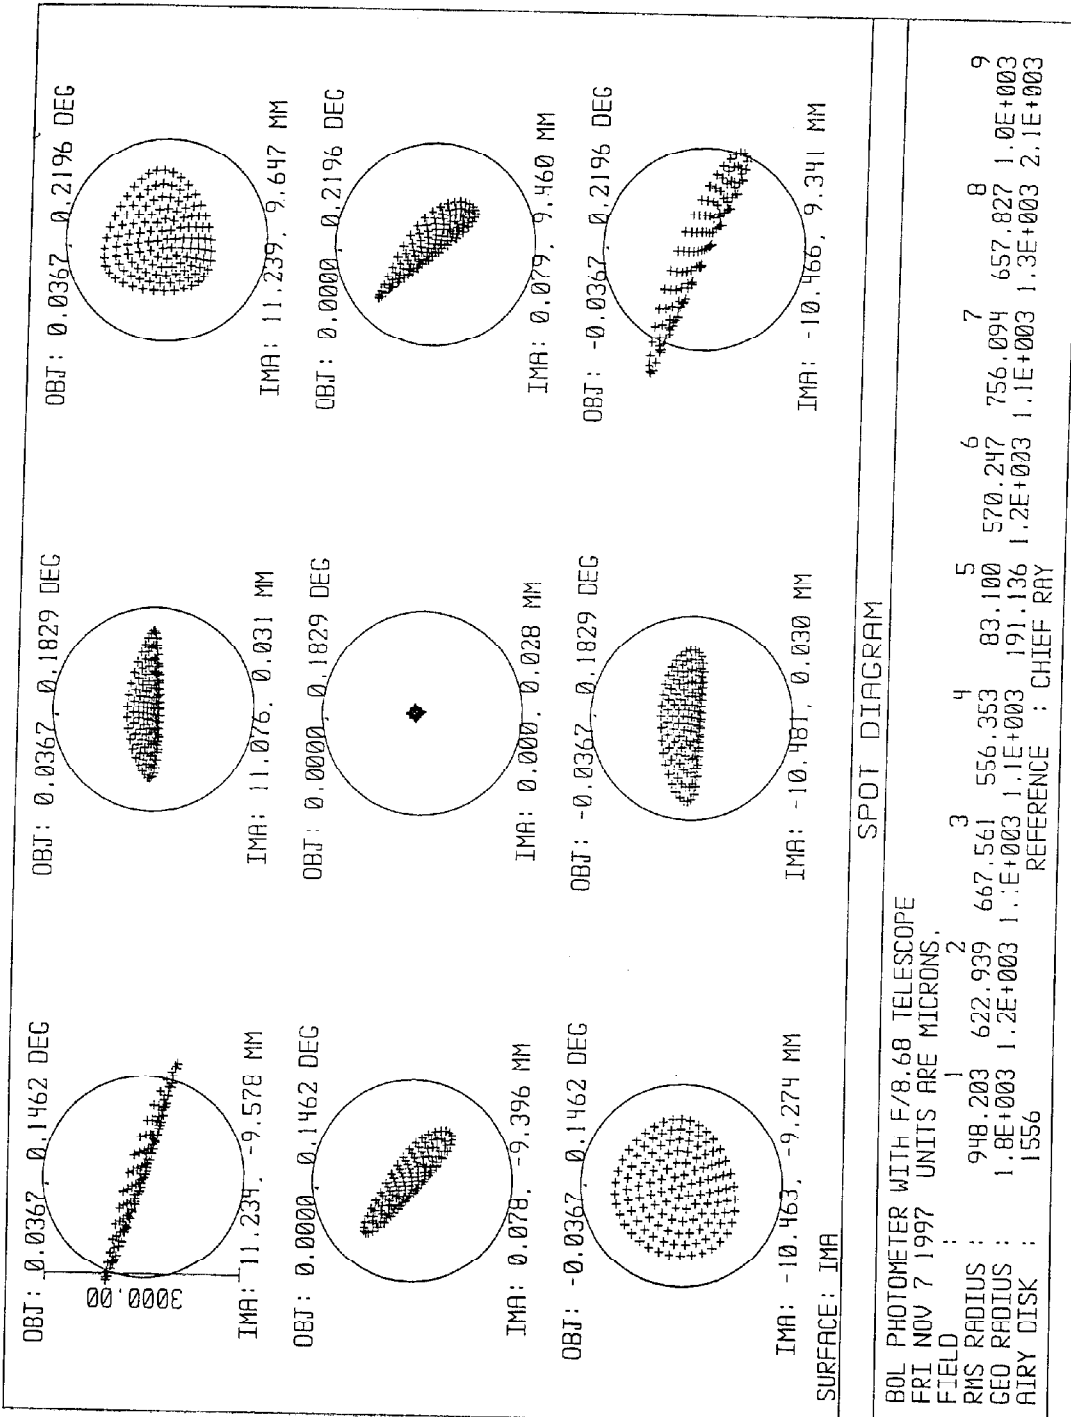 OBJ: 0.0367, 0.1462 DEG
OBJ: 0.0367, 0.1829 DEG
OBJ: 0.0367, 0.2196 DEG
3000.00
IMA: 11.234, -9.578 MM
IMA: 11.076, 0.031 MM
IMA: 11.239, 9.647 MM
OBJ: 0.0000, 0.1462 DEG
OBJ: 0.0000, 0.1829 DEG
OBJ: 0.0000, 0.2196 DEG
IMA: 0.078, -9.396 MM
IMA: 0.000, 0.028 MM
IMA: 0.079, 9.460 MM
OBJ: -0.0367, 0.1462 DEG
OBJ: -0.0367, 0.1829 DEG
OBJ: -0.0367, 0.2196 DEG
IMA: -10.463, -9.274 MM
IMA: -10.481, 0.030 MM
IMA: -10.466, 9.341 MM
SURFACE: IMA
SPOT DIAGRAM
BOL PHOTOMETER WITH F/8.68 TELESCOPE
FRI NOV 7 1997 UNITS ARE MICRONS.
FIELD : 1 2 3 4 5 6 7 8 9
RMS RADIUS : 948.203 622.939 667.561 556.353 83.100 570.247 756.094 657.827 1.0E+003
GEO RADIUS : 1.8E+003 1.2E+003 1.1E+003 1.1E+003 191.136 1.2E+003 1.1E+003 1.3E+003 2.1E+003
AIRY DISK : 1556 REFERENCE : CHIEF RAY